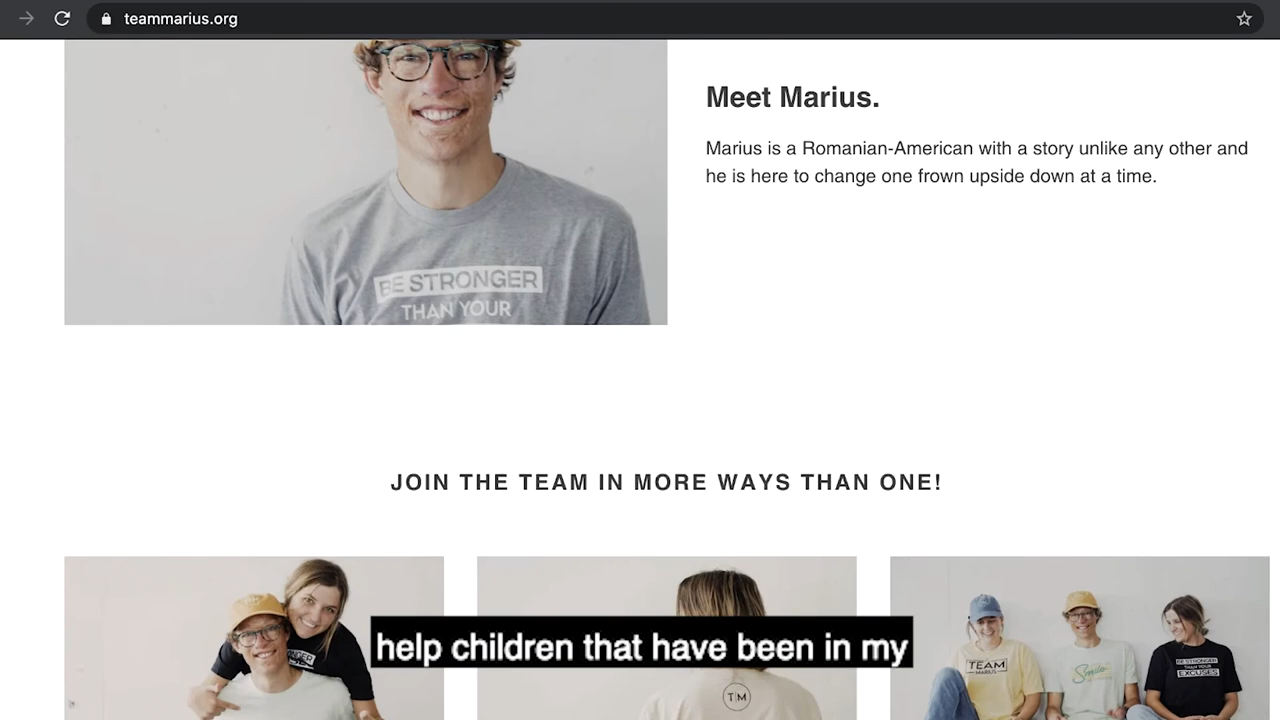 teammarius.org
Meet Marius.
Marius is a Romanian-American with a story unlike any other and
he is here to change one frown upside down at a time.
BE STRONGER
THAN YOUR
JOIN THE TEAM IN MORE WAYS THAN ONE!
help children that have been in my
T|M
TEAM
MARIUS
Smile
BE STRONGER
THAN YOUR
EXCUSES